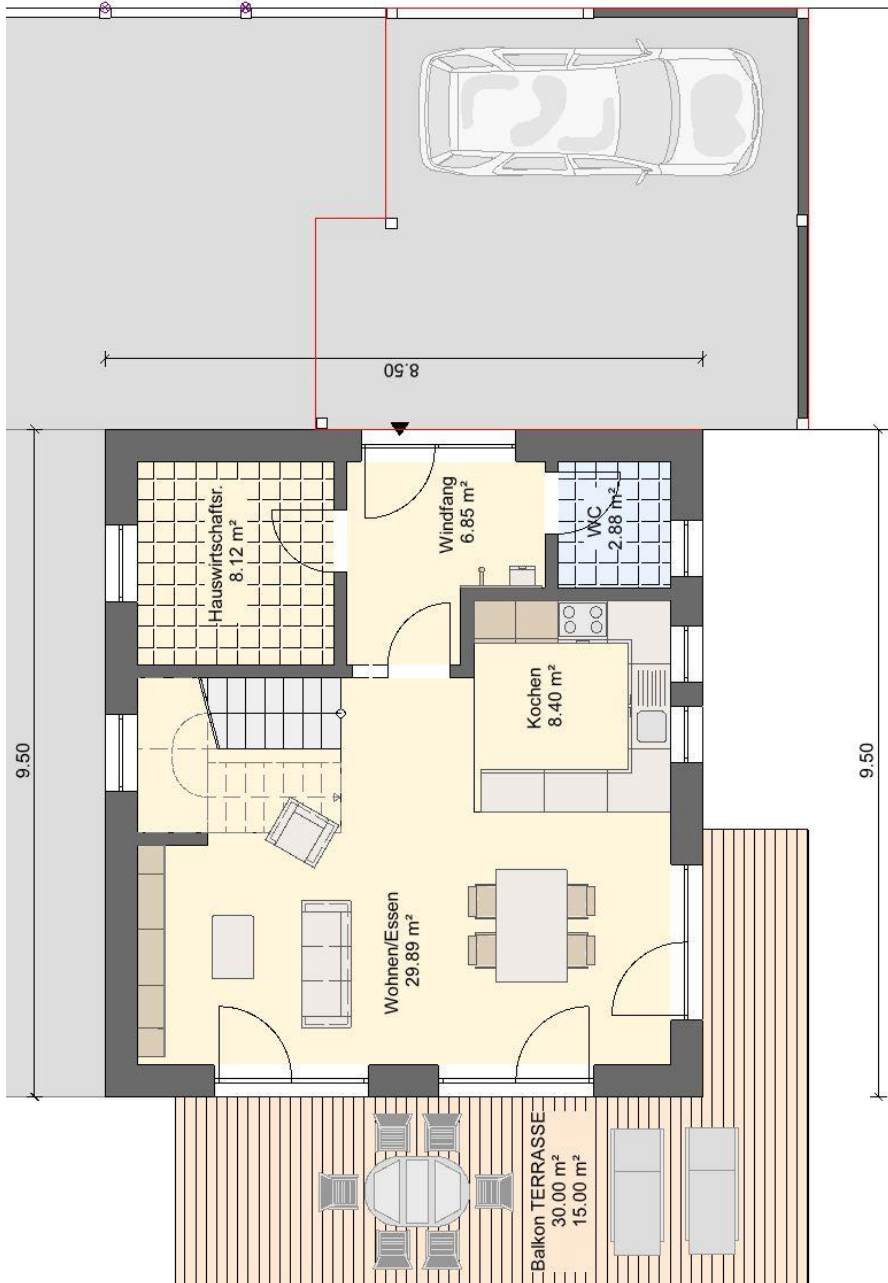 8.50
9.50
9.50
Hauswirtschaftsr.
8.12 m²
Windfang
6.85 m²
WC
2.88 m²
Kochen
8.40 m²
Wohnen/Essen
29.89 m²
Balkon TERRASSE
30.00 m²
15.00 m²